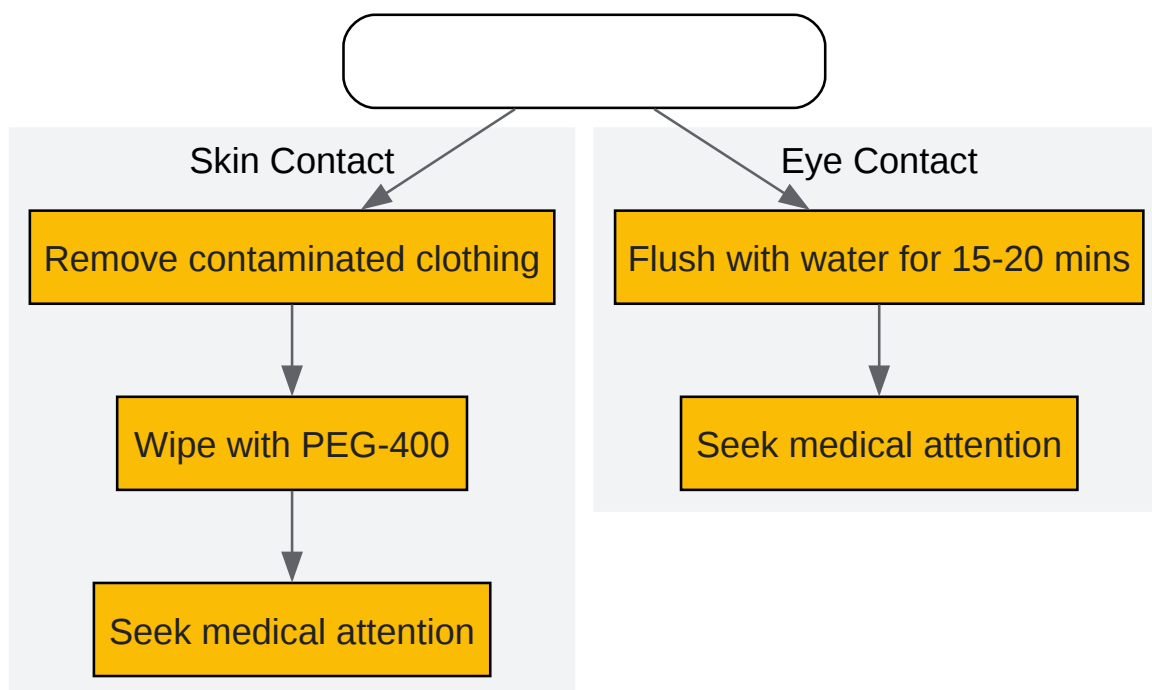 Skin Contact
Remove contaminated clothing
Wipe with PEG-400
Seek medical attention
Eye Contact
Flush with water for 15-20 mins
Seek medical attention